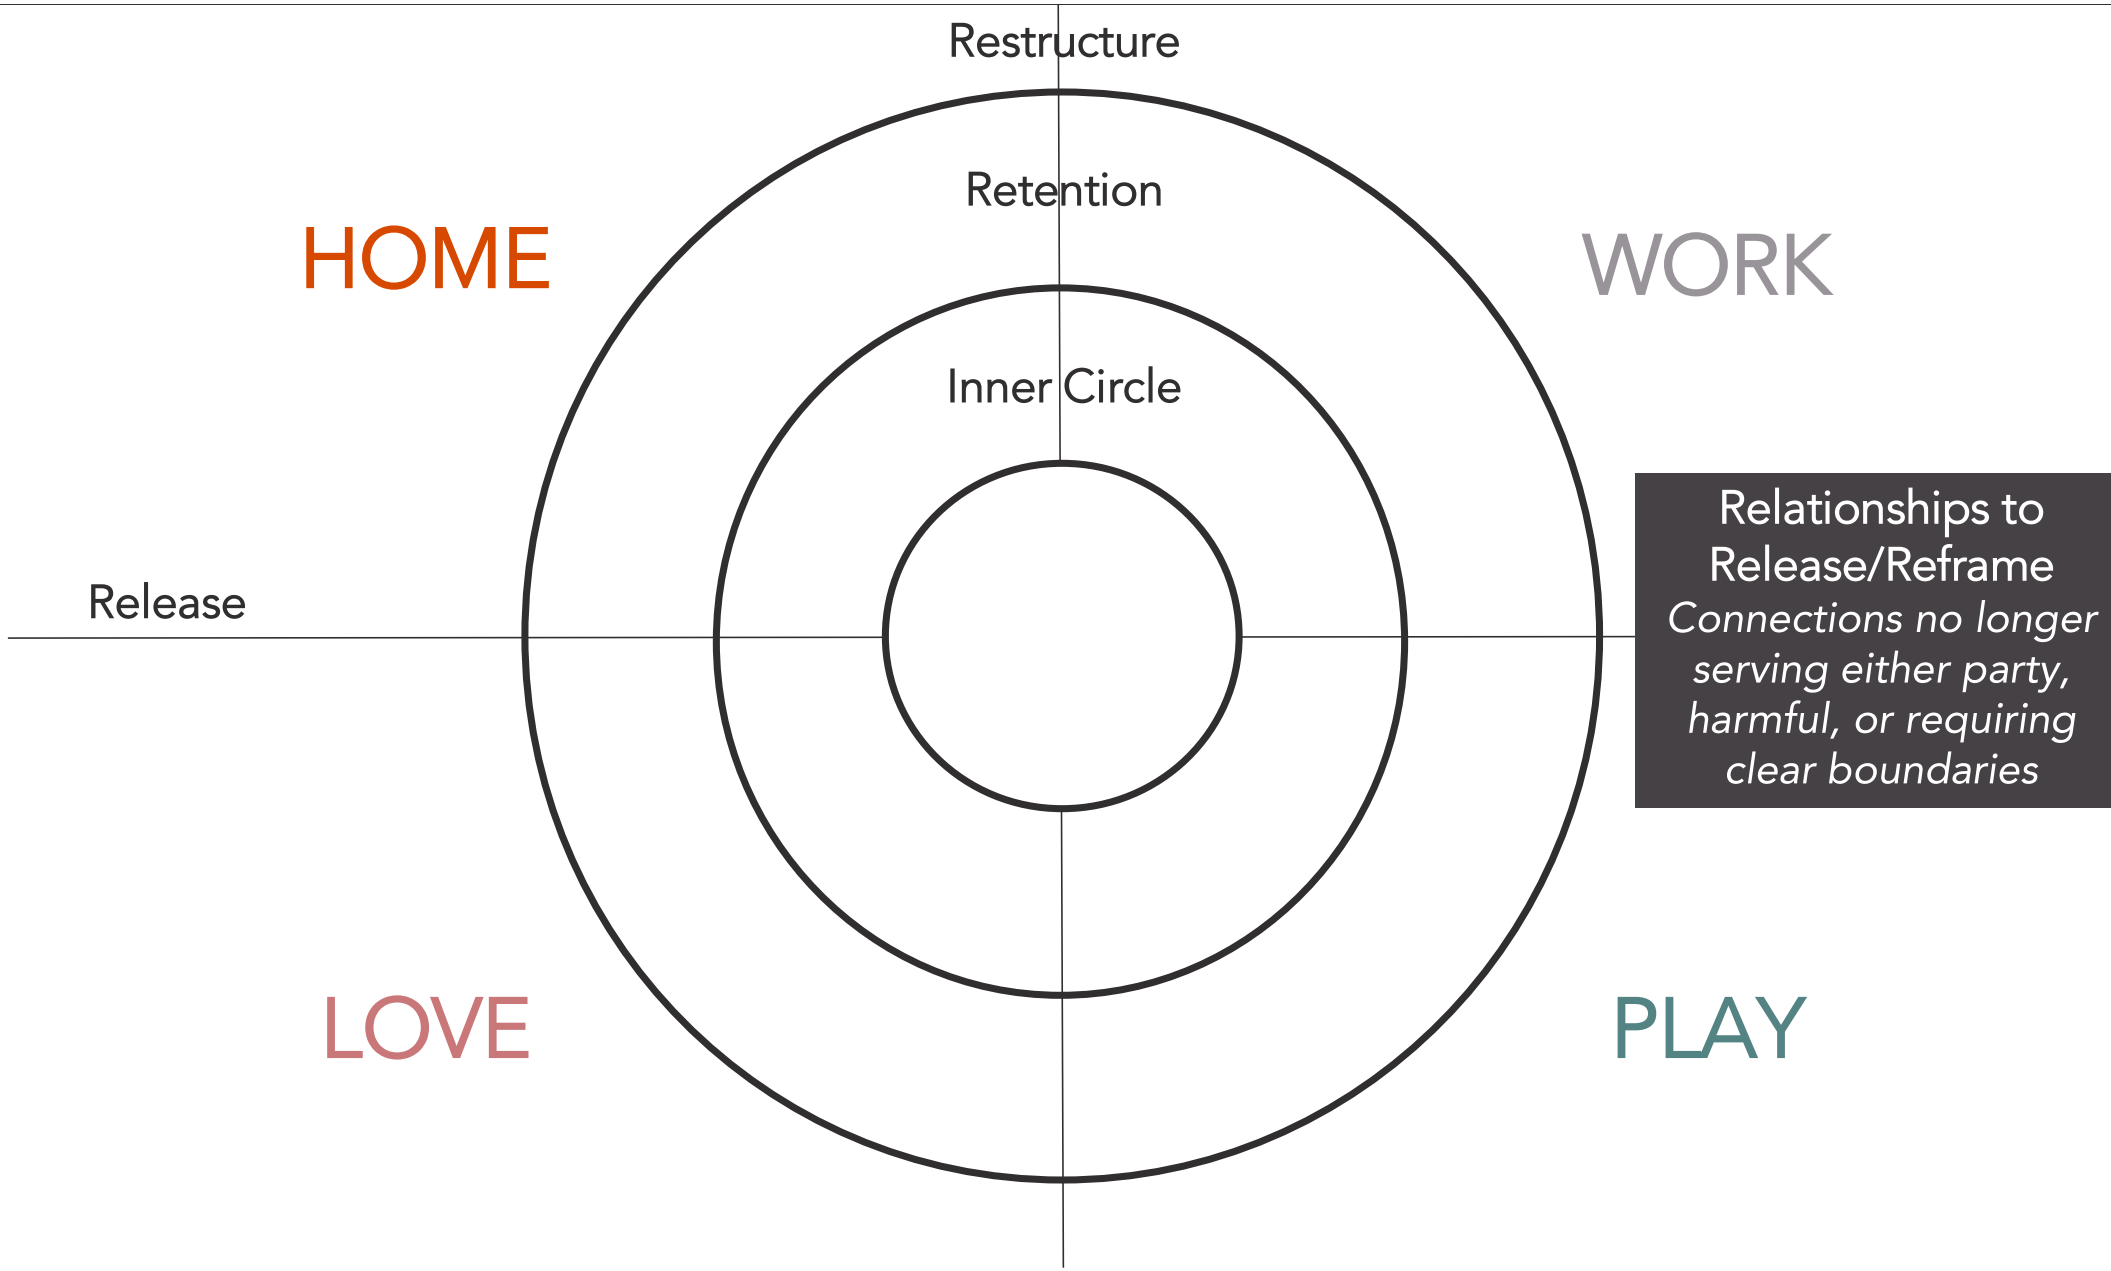 Restructure
Retention
HOME
WORK
Inner Circle
Release
Relationships to
Release/Reframe
Connections no longer
serving either party,
harmful, or requiring
clear boundaries
LOVE
PLAY